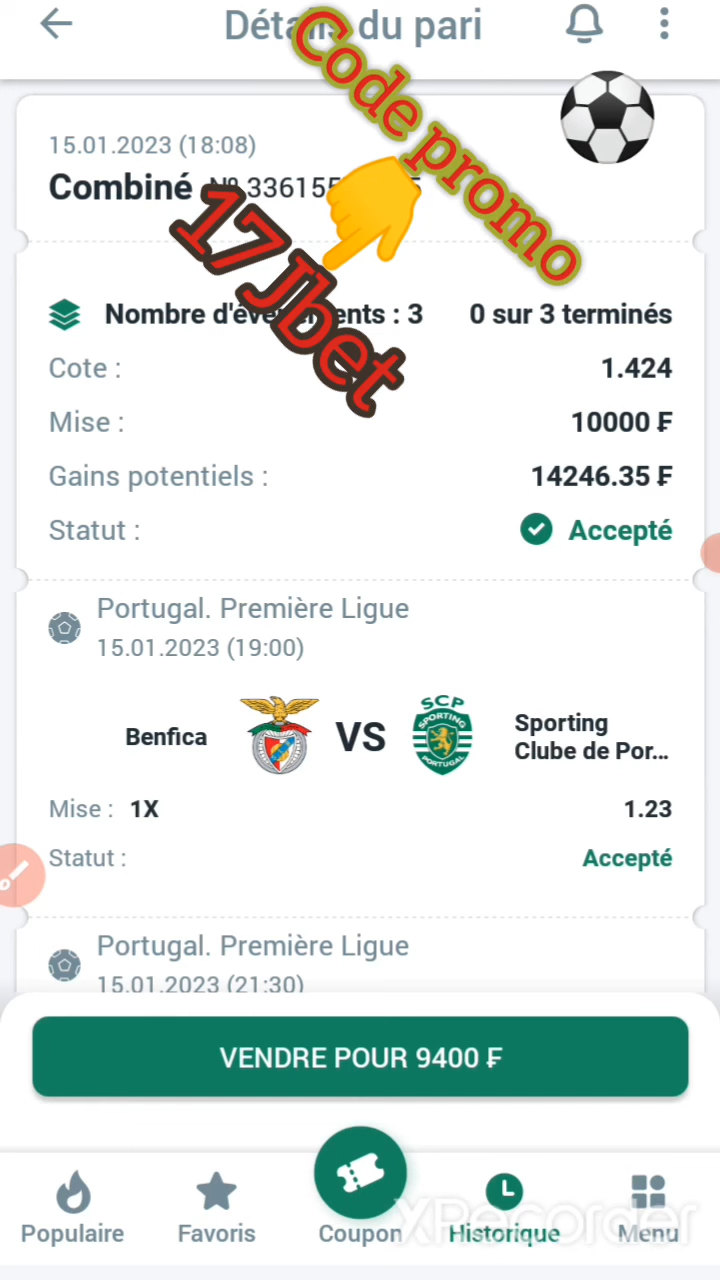 Détails du pari
Code promo
15.01.2023 (18:08)
Combiné №
17Jbet
Nombre d'événements : 3 0 sur 3 terminés
Cote : 1.424
Mise : 10000 ₣
Gains potentiels : 14246.35 ₣
Statut : Accepté
Portugal. Première Ligue
15.01.2023 (19:00)
Benfica VS SCP SPORTING PORTUGAL Sporting
Clube de Por...
Mise : 1X 1.23
Statut : Accepté
Portugal. Première Ligue
15.01.2023 (21:30)
VENDRE POUR 9400 ₣
Populaire Favoris Coupon Historique Menu
XRecorder